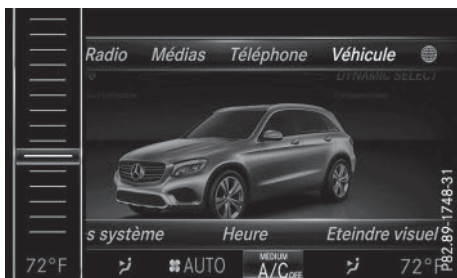 Radio Médias Téléphone Véhicule
DYNAMIC SELECT
s système Heure Eteindre visuel
72°F AUTO MEDIUM A/C OFF 72°F
P82.89-1748-31